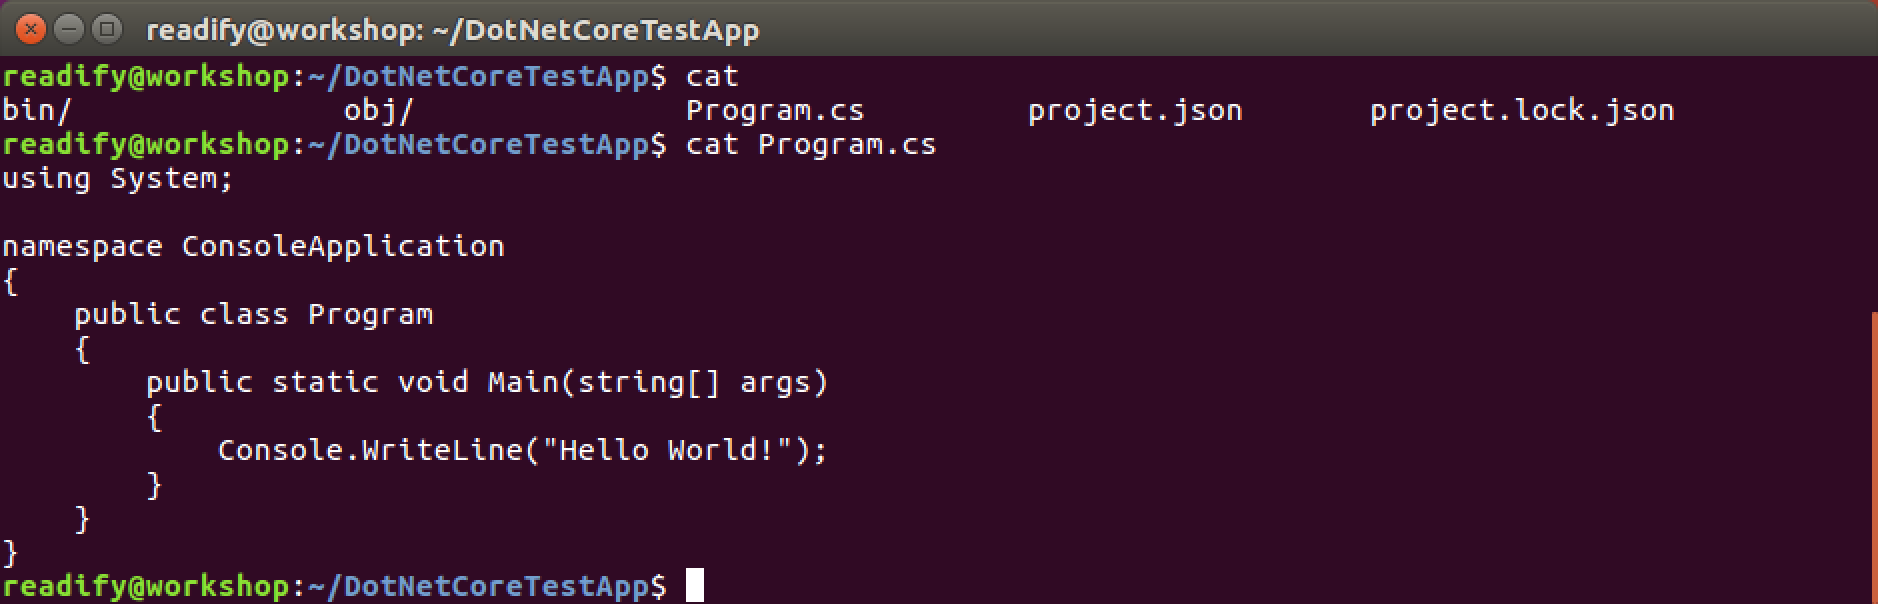 readify@workshop: ~/DotNetCoreTestApp
readify@workshop:~/DotNetCoreTestApp$ cat
bin/ obj/ Program.cs project.json project.lock.json
readify@workshop:~/DotNetCoreTestApp$ cat Program.cs
using System;

namespace ConsoleApplication
{
    public class Program
    {
        public static void Main(string[] args)
        {
            Console.WriteLine("Hello World!");
        }
    }
}
readify@workshop:~/DotNetCoreTestApp$